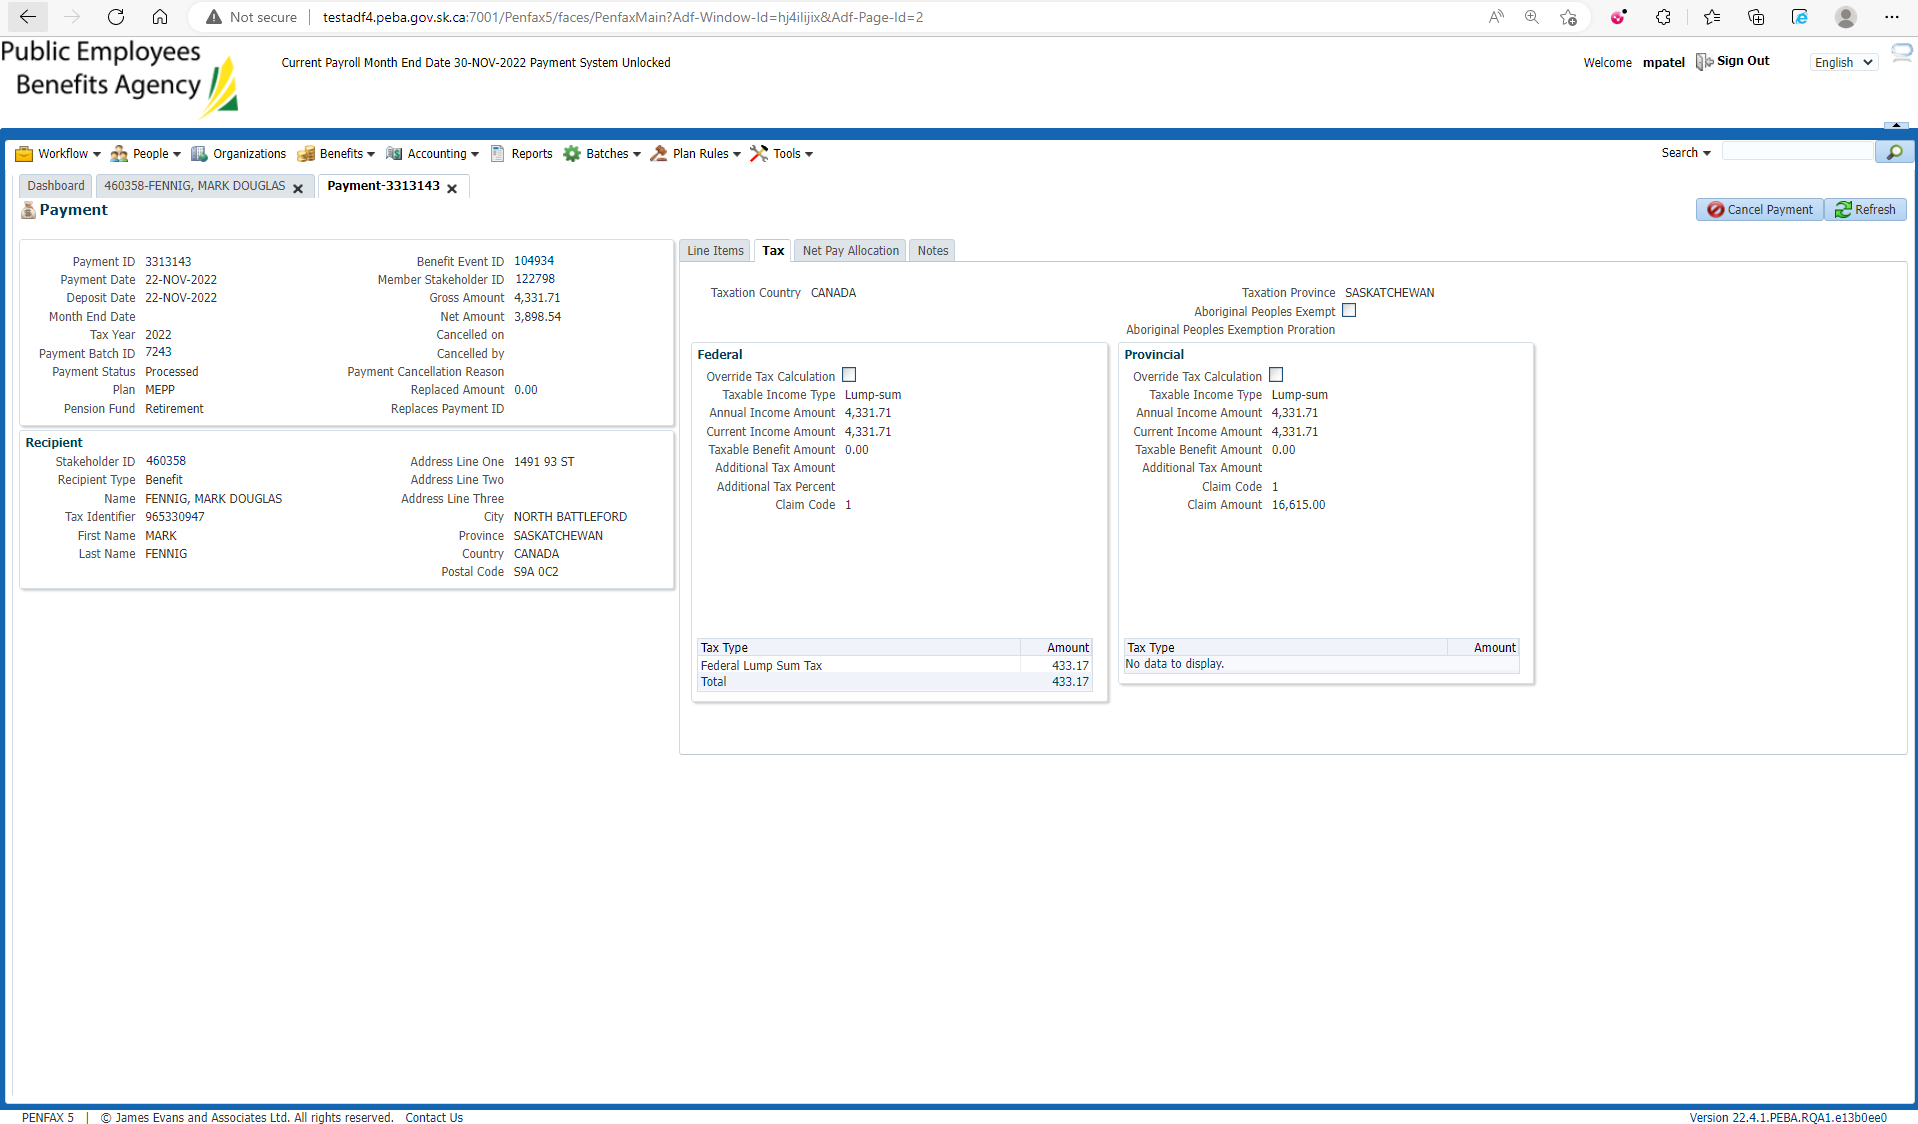 Not secure | testadf4.peba.gov.sk.ca:7001/Penfax5/faces/PenfaxMain?Adf-Window-Id=hj4ilijix&Adf-Page-Id=2
Public Employees
Benefits Agency
Current Payroll Month End Date 30-NOV-2022 Payment System Unlocked
Welcome mpatel Sign Out English
Workflow People Organizations Benefits Accounting Reports Batches Plan Rules Tools Search
Dashboard 460358-FENNIG, MARK DOUGLAS Payment-3313143
Payment
Cancel Payment Refresh
Payment ID 3313143
Payment Date 22-NOV-2022
Deposit Date 22-NOV-2022
Month End Date
Tax Year 2022
Payment Batch ID 7243
Payment Status Processed
Plan MEPP
Pension Fund Retirement
Benefit Event ID 104934
Member Stakeholder ID 122798
Gross Amount 4,331.71
Net Amount 3,898.54
Cancelled on
Cancelled by
Payment Cancellation Reason
Replaced Amount 0.00
Replaces Payment ID
Recipient
Stakeholder ID 460358
Recipient Type Benefit
Name FENNIG, MARK DOUGLAS
Tax Identifier 965330947
First Name MARK
Last Name FENNIG
Address Line One 1491 93 ST
Address Line Two
Address Line Three
City NORTH BATTLEFORD
Province SASKATCHEWAN
Country CANADA
Postal Code S9A 0C2
Line Items Tax Net Pay Allocation Notes
Taxation Country CANADA
Taxation Province SASKATCHEWAN
Aboriginal Peoples Exempt
Aboriginal Peoples Exemption Proration
Federal
Override Tax Calculation
Taxable Income Type Lump-sum
Annual Income Amount 4,331.71
Current Income Amount 4,331.71
Taxable Benefit Amount 0.00
Additional Tax Amount
Additional Tax Percent
Claim Code 1
Tax Type Amount
Federal Lump Sum Tax 433.17
Total 433.17
Provincial
Override Tax Calculation
Taxable Income Type Lump-sum
Annual Income Amount 4,331.71
Current Income Amount 4,331.71
Taxable Benefit Amount 0.00
Additional Tax Amount
Claim Code 1
Claim Amount 16,615.00
Tax Type Amount
No data to display.
PENFAX 5 | © James Evans and Associates Ltd. All rights reserved. Contact Us
Version 22.4.1.PEBA.RQA1.e13b0ee0